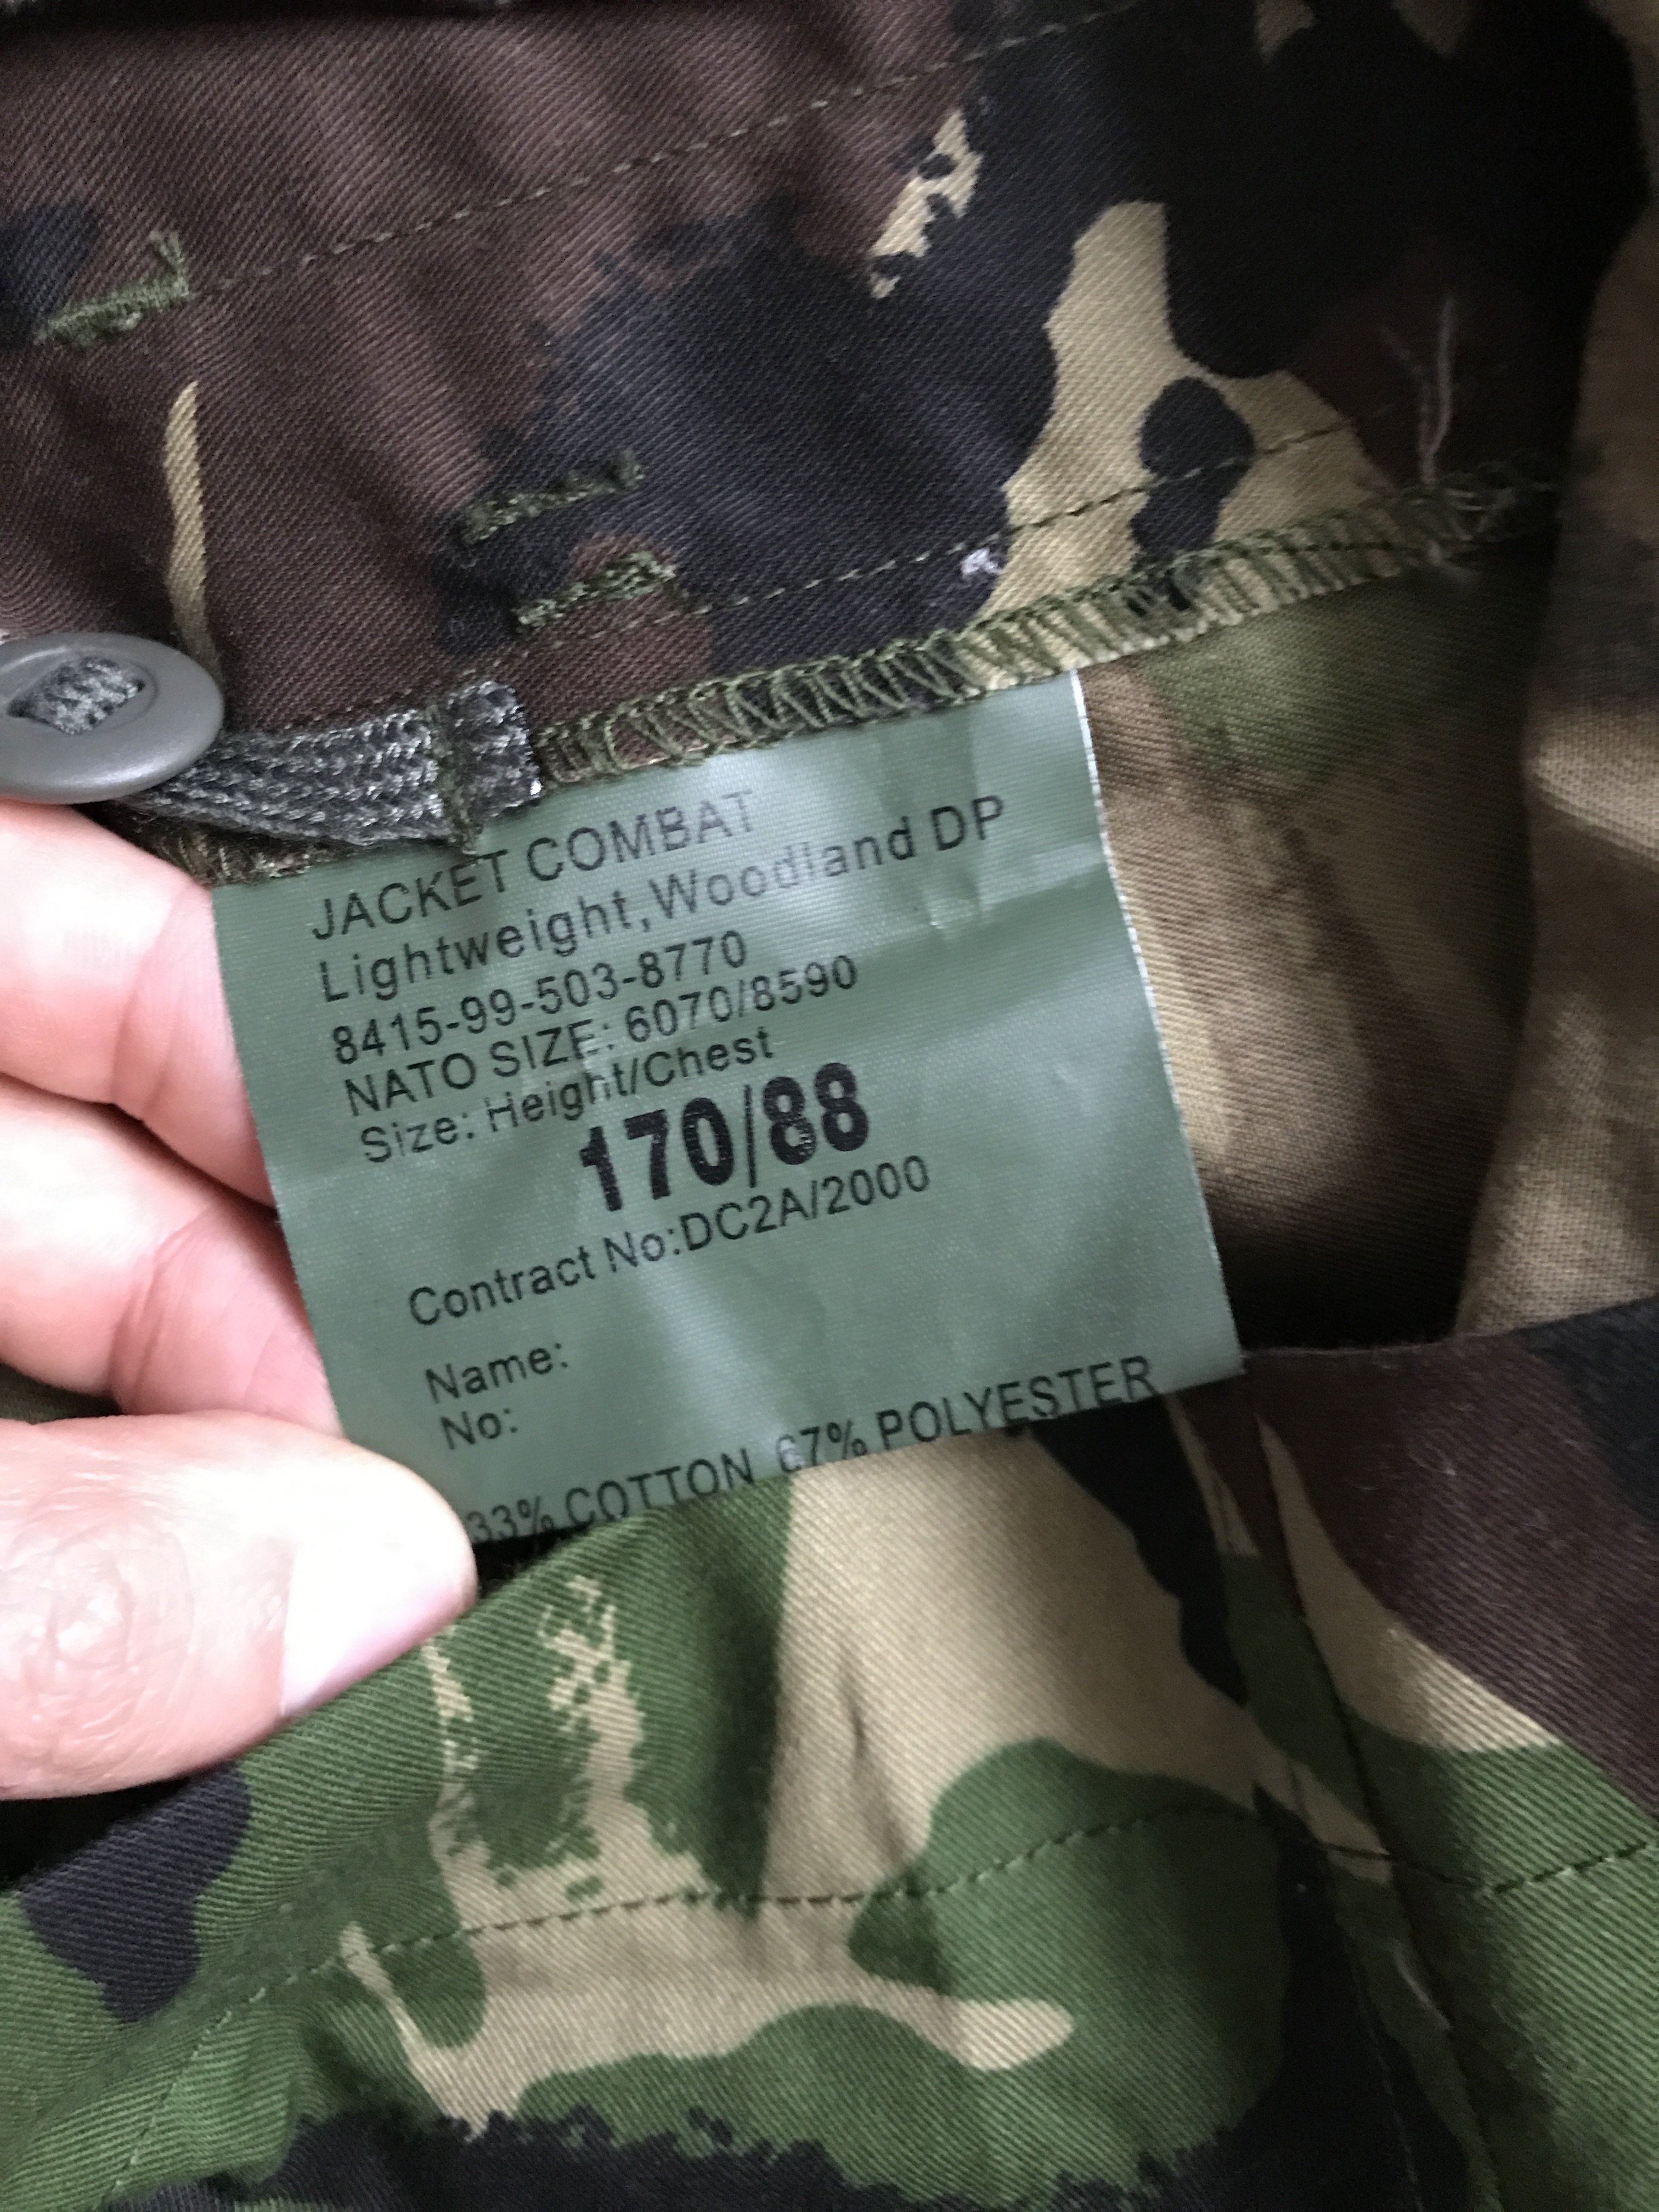 JACKET COMBAT
Lightweight,Woodland DP
8415-99-503-8770
NATO SIZE: 6070/8590
Size: Height/Chest
170/88
Contract No:DC2A/2000
Name:
No:
33% COTTON 67% POLYESTER